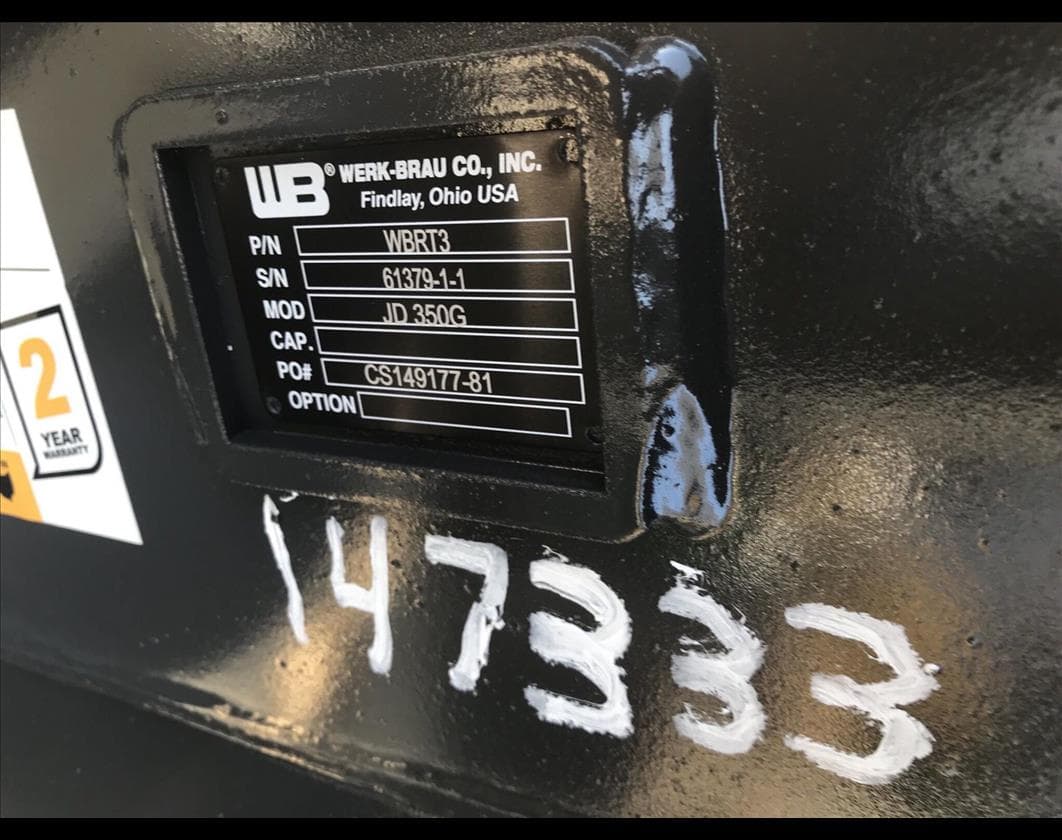 WB® WERK-BRAU CO., INC.
Findlay, Ohio USA
P/N WBRT3
S/N 61379-1-1
MOD JD 350G
CAP.
PO# CS149177-81
OPTION
2
YEAR
WARRANTY
147333